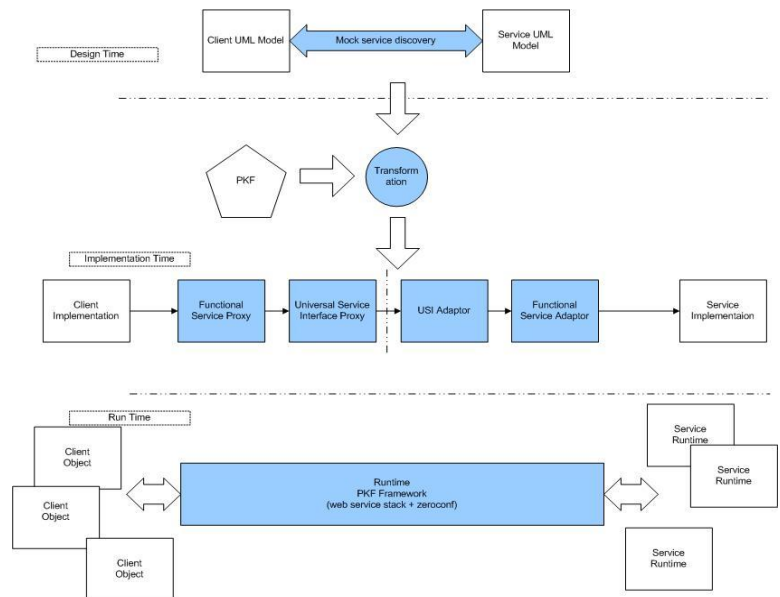 Client UML Model
Mock service discovery
Service UML
Model
Design Time
PKF
Transform
ation
Implementation Time
Client
Implementation
Functional
Service Proxy
Universal Service
Interface Proxy
USI Adaptor
Functional
Service Adaptor
Service
Implementaion
Run Time
Client
Object
Client
Object
Client
Object
Runtime
PKF Framework
(web service stack + zeroconf)
Service
Runtime
Service
Runtime
Service
Runtime